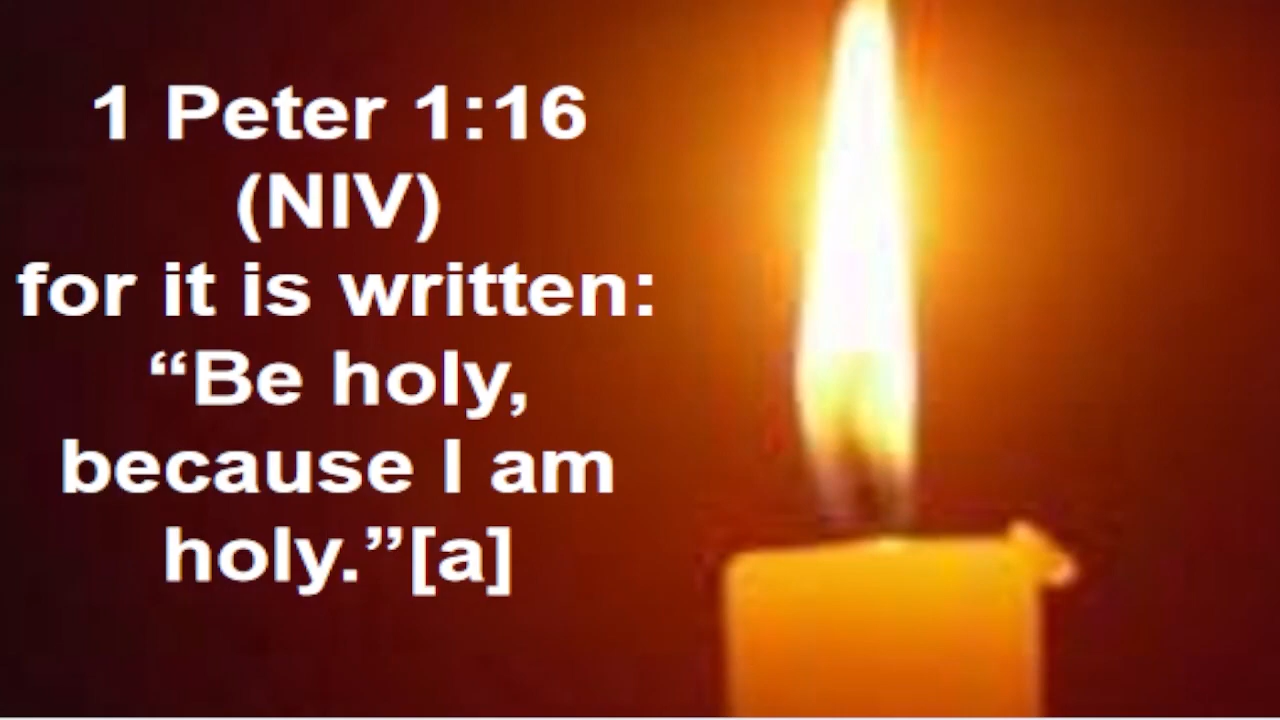 1 Peter 1:16
(NIV)
for it is written:
“Be holy,
because I am
holy.”[a]